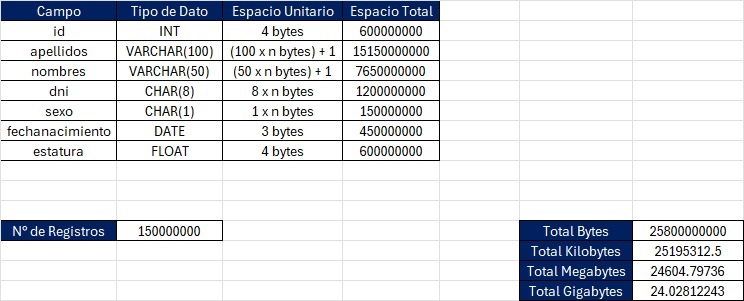 Campo Tipo de Dato Espacio Unitario Espacio Total
id INT 4 bytes 600000000
apellidos VARCHAR(100) (100 x n bytes) + 1 15150000000
nombres VARCHAR(50) (50 x n bytes) + 1 7650000000
dni CHAR(8) 8 x n bytes 1200000000
sexo CHAR(1) 1 x n bytes 150000000
fechanacimiento DATE 3 bytes 450000000
estatura FLOAT 4 bytes 600000000
N° de Registros 150000000 Total Bytes 25800000000
Total Kilobytes 25195312.5
Total Megabytes 24604.79736
Total Gigabytes 24.02812243